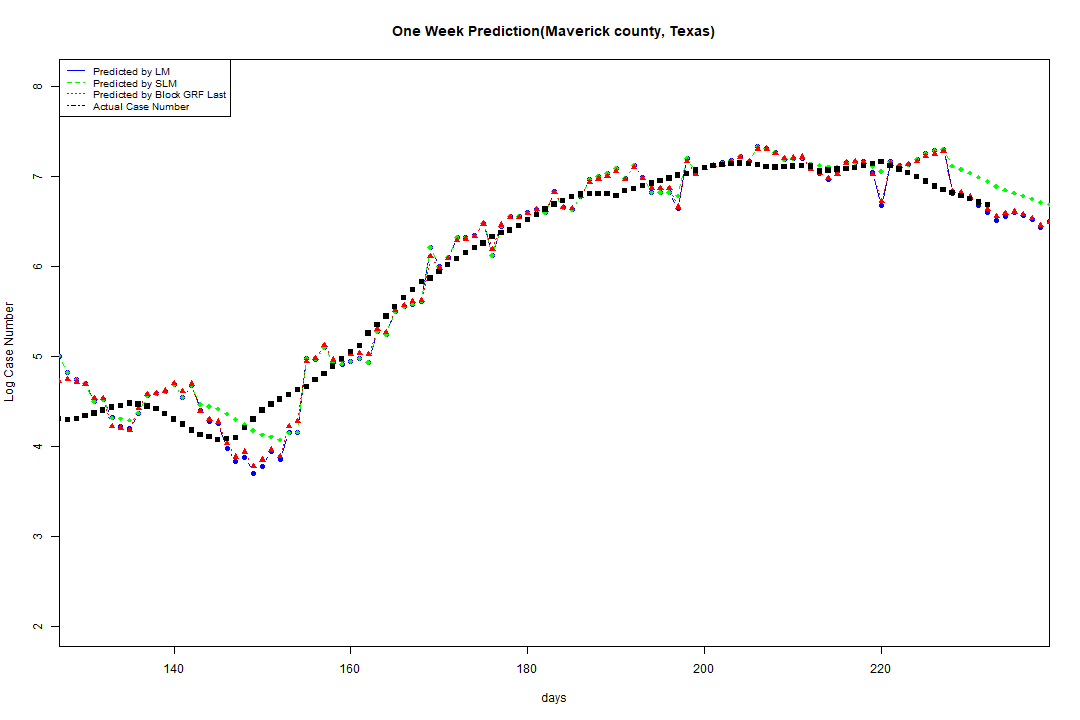 One Week Prediction(Maverick county, Texas)
Predicted by LM
Predicted by SLM
Predicted by Block GRF Last
Actual Case Number
8
7
6
5
4
3
2
Log Case Number
140 160 180 200 220
days